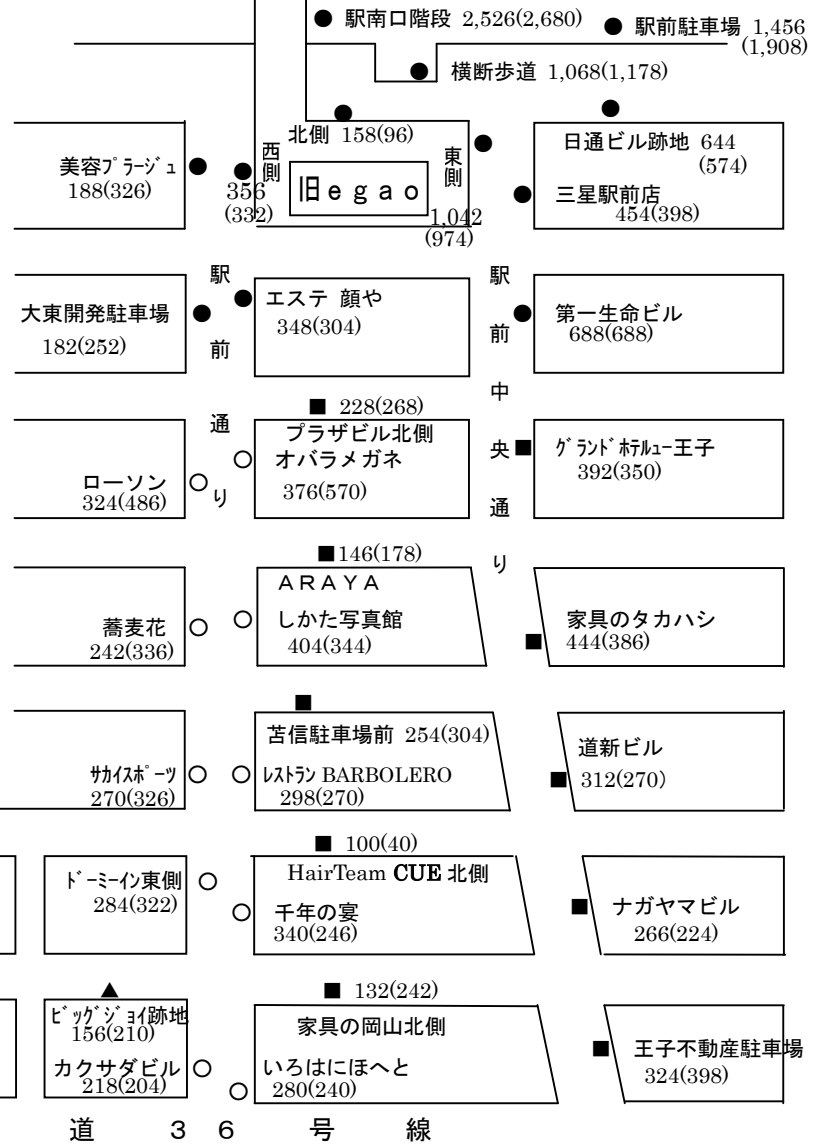 駅南口階段 2,526(2,680)
駅前駐車場 1,456
(1,908)
横断歩道 1,068(1,178)
美容プラージュ
188(326)
西側
356
(332)
北側 158(96)
旧egao
東側
1,042
(974)
日通ビル跡地 644
(574)
三星駅前店
454(398)
駅前通り
駅前中央通り
大東開発駐車場
182(252)
エステ 顔や
348(304)
第一生命ビル
688(688)
ローソン
324(486)
228(268)
プラザビル北側
オバラメガネ
376(570)
グランドホテルニュー王子
392(350)
蕎麦花
242(336)
146(178)
ARAYA
しかた写真館
404(344)
家具のタカハシ
444(386)
サカイスポーツ
270(326)
苫信駐車場前 254(304)
レストラン BARBOLERO
298(270)
道新ビル
312(270)
ドーミーイン東側
284(322)
100(40)
HairTeam CUE 北側
千年の宴
340(246)
ナガヤマビル
266(224)
ビッグジョイ跡地
156(210)
カクサダビル
218(204)
132(242)
家具の岡山北側
いろはにほへと
280(240)
王子不動産駐車場
324(398)
道 36 号 線